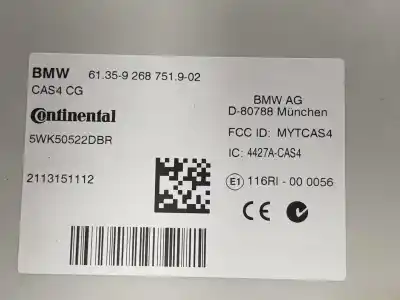 BMW 61.35-9 268 751.9-02
CAS4 CG
Continental
5WK50522DBR
2113151112
BMW AG
D-80788 München
FCC ID: MYTCAS4
IC: 4427A-CAS4
E1 116RI - 00 0056
CE